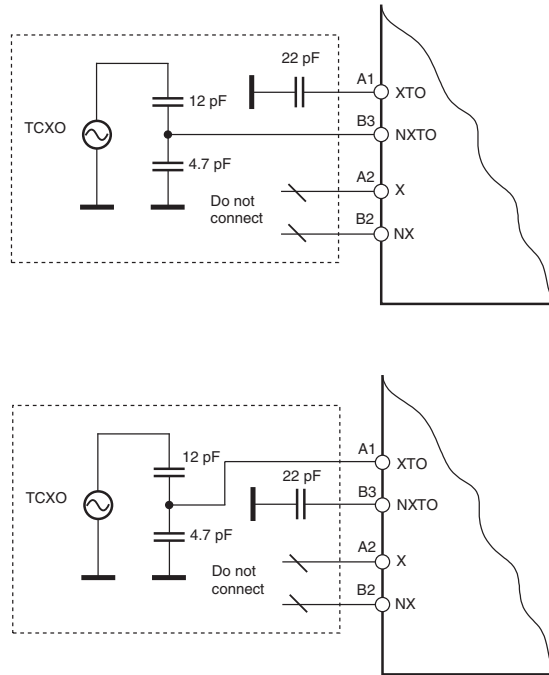 22 pF
A1
XTO
12 pF
TCXO
B3
NXTO
4.7 pF
A2
X
Do not
connect
B2
NX
A1
XTO
12 pF
22 pF
B3
NXTO
TCXO
4.7 pF
A2
X
Do not
connect
B2
NX